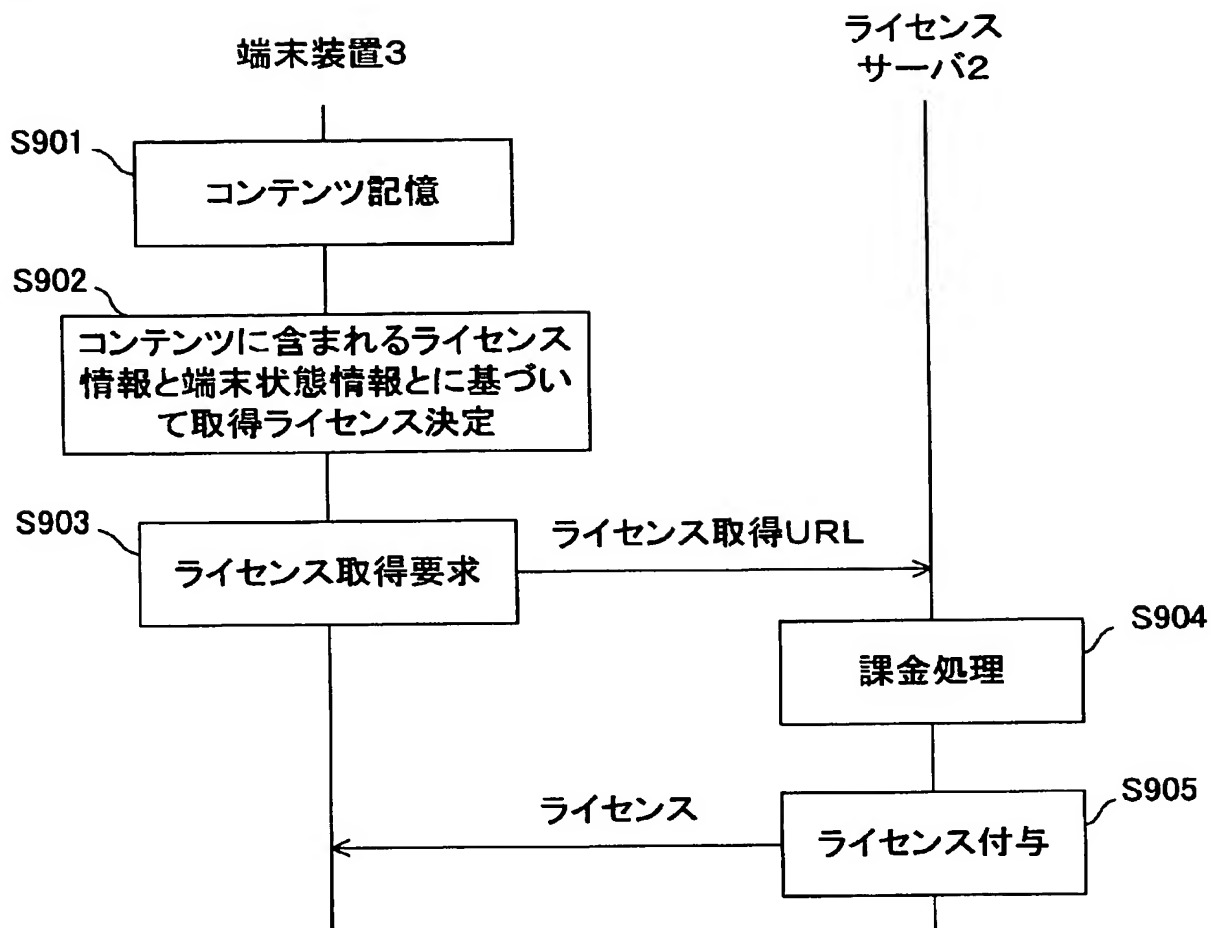 端末装置3
ライセンス
サーバ2
S901
コンテンツ記憶
S902
コンテンツに含まれるライセンス
情報と端末状態情報とに基づい
て取得ライセンス決定
S903
ライセンス取得要求
ライセンス取得URL
S904
課金処理
S905
ライセンス付与
ライセンス